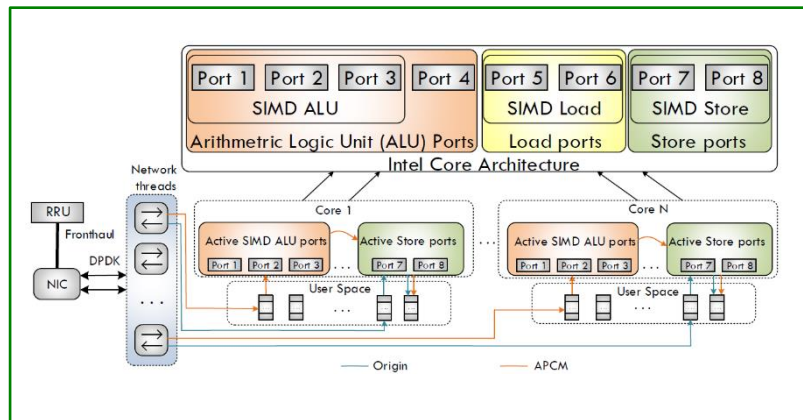 Port 1 Port 2 Port 3 Port 4 Port 5 Port 6 Port 7 Port 8
SIMD ALU SIMD Load SIMD Store
Arithmetric Logic Unit (ALU) Ports Load ports Store ports
Intel Core Architecture
Network
threads
RRU
Fronthaul
DPDK
NIC
...
Core 1
Active SIMD ALU ports Active Store ports
Port 1 Port 2 Port 3 ... Port 7 Port 8
User Space
...
...
Core N
Active SIMD ALU ports Active Store ports
Port 1 Port 2 Port 3 ... Port 7 Port 8
User Space
...
Origin APCM